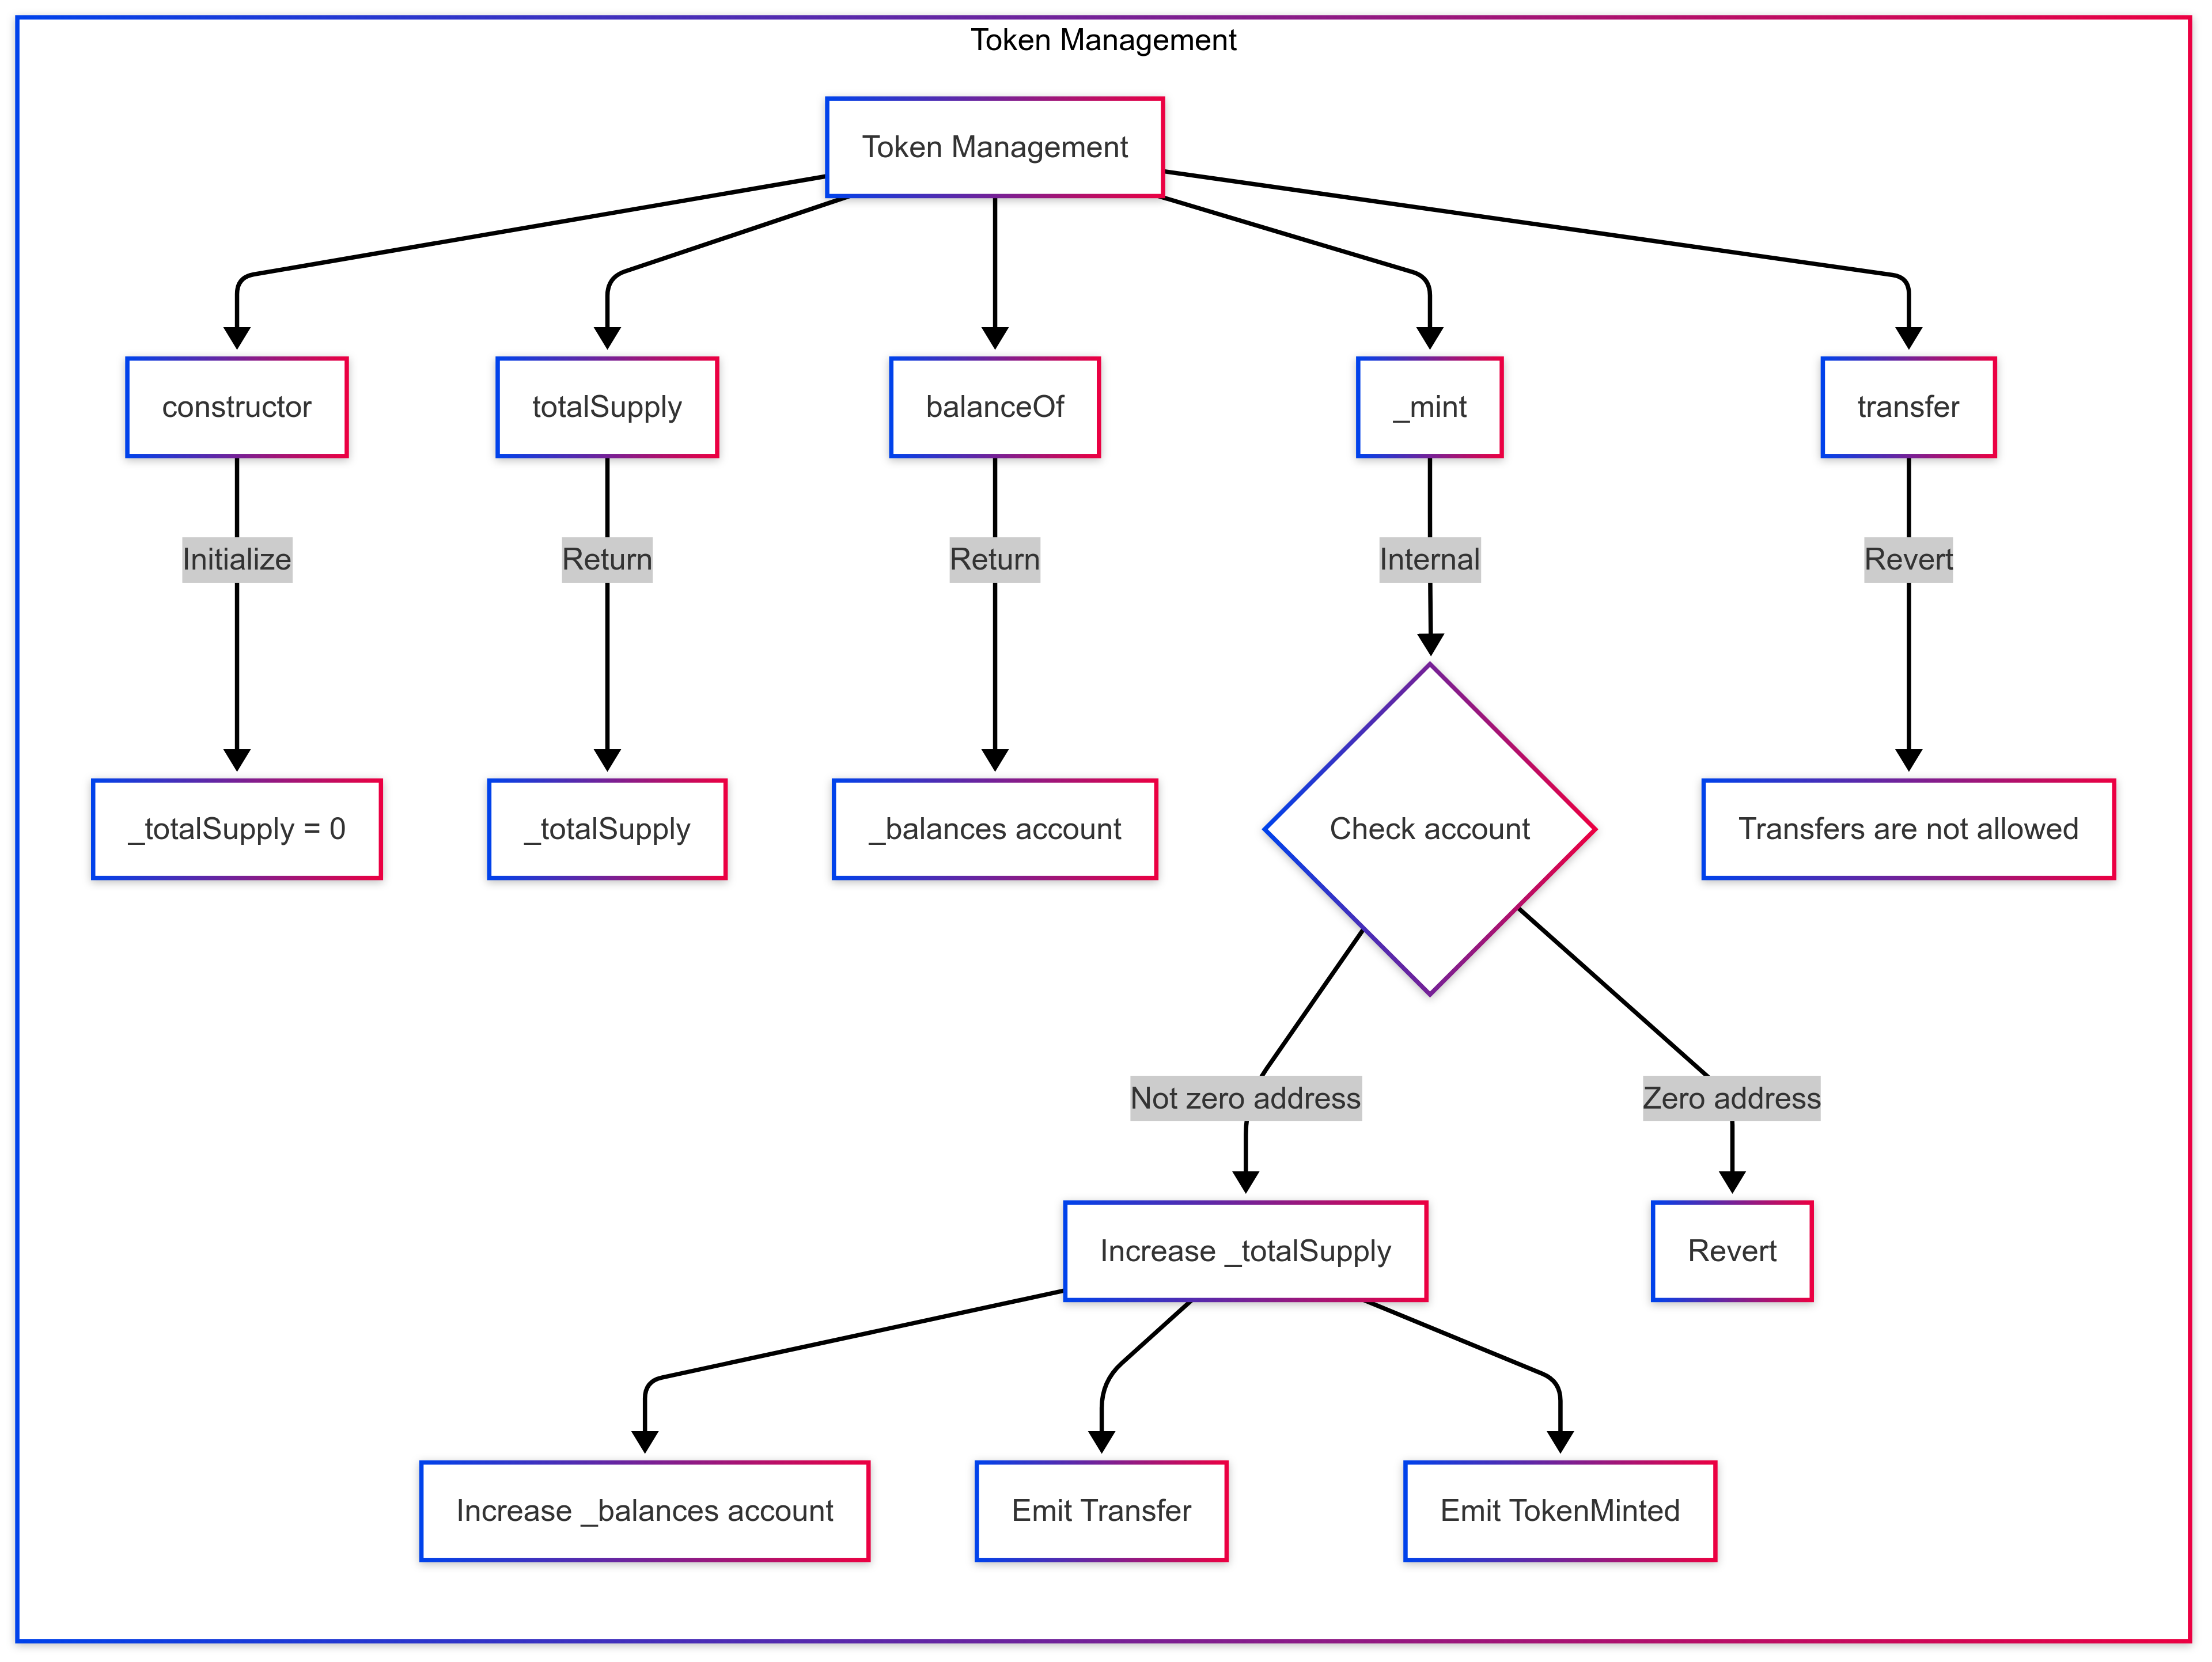 Token Management
Token Management
constructor
totalSupply
balanceOf
_mint
transfer
Initialize
Return
Return
Internal
Revert
_totalSupply = 0
_totalSupply
_balances account
Check account
Transfers are not allowed
Not zero address
Zero address
Increase _totalSupply
Revert
Increase _balances account
Emit Transfer
Emit TokenMinted